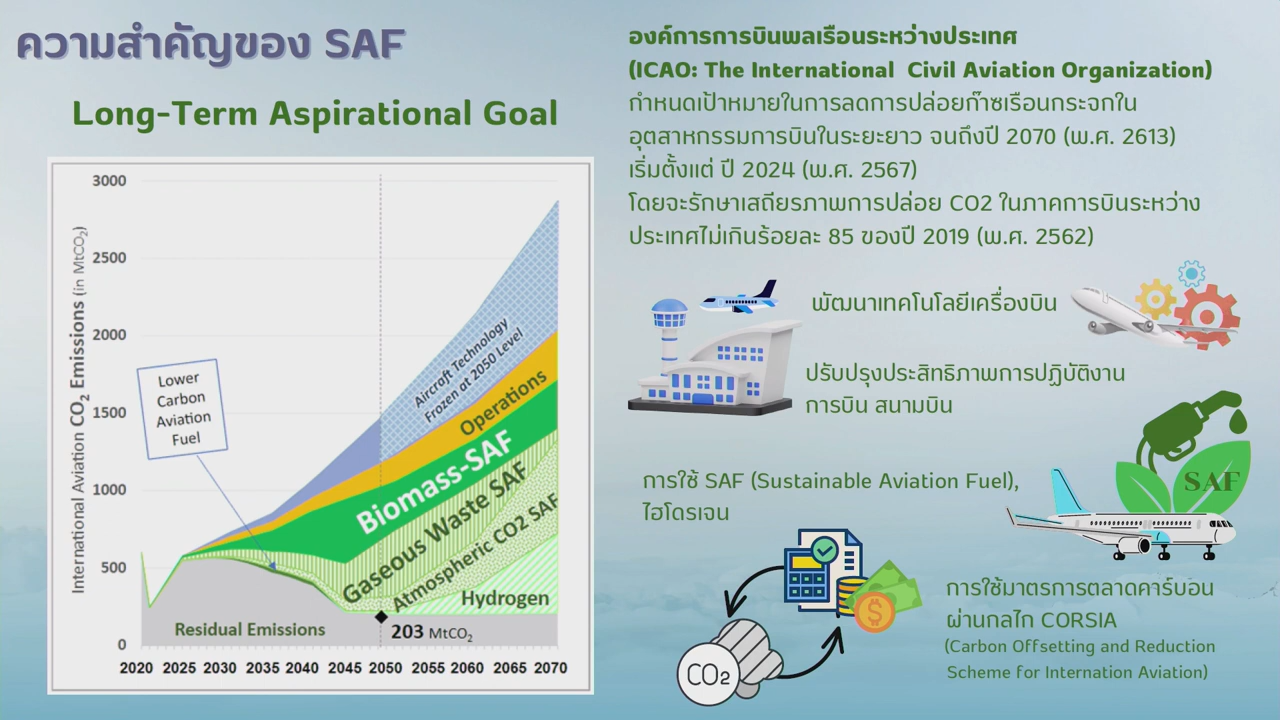 ความสำคัญของ SAF
Long-Term Aspirational Goal
3000
2500
2000
1500
1000
500
0
International Aviation CO2 Emissions (in MtCO2)
Lower
Carbon
Aviation
Fuel
Aircraft Technology
Frozen at 2050 Level
Operations
Biomass-SAF
Gaseous Waste SAF
Atmospheric CO2 SAF
Hydrogen
Residual Emissions
203 MtCO2
2020 2025 2030 2035 2040 2045 2050 2055 2060 2065 2070
องค์การการบินพลเรือนระหว่างประเทศ
(ICAO: The International Civil Aviation Organization)
กำหนดเป้าหมายในการลดการปล่อยก๊าซเรือนกระจกใน
อุตสาหกรรมการบินในระยะยาว จนถึงปี 2070 (พ.ศ. 2613)
เริ่มตั้งแต่ ปี 2024 (พ.ศ. 2567)
โดยจะรักษาเสถียรภาพการปล่อย CO2 ในภาคการบินระหว่าง
ประเทศไม่เกินร้อยละ 85 ของปี 2019 (พ.ศ. 2562)
พัฒนาเทคโนโลยีเครื่องบิน
ปรับปรุงประสิทธิภาพการปฏิบัติงาน
การบิน สนามบิน
การใช้ SAF (Sustainable Aviation Fuel),
ไฮโดรเจน
SAF
การใช้มาตรการตลาดคาร์บอน
ผ่านกลไก CORSIA
(Carbon Offsetting and Reduction
Scheme for Internation Aviation)
$
CO2